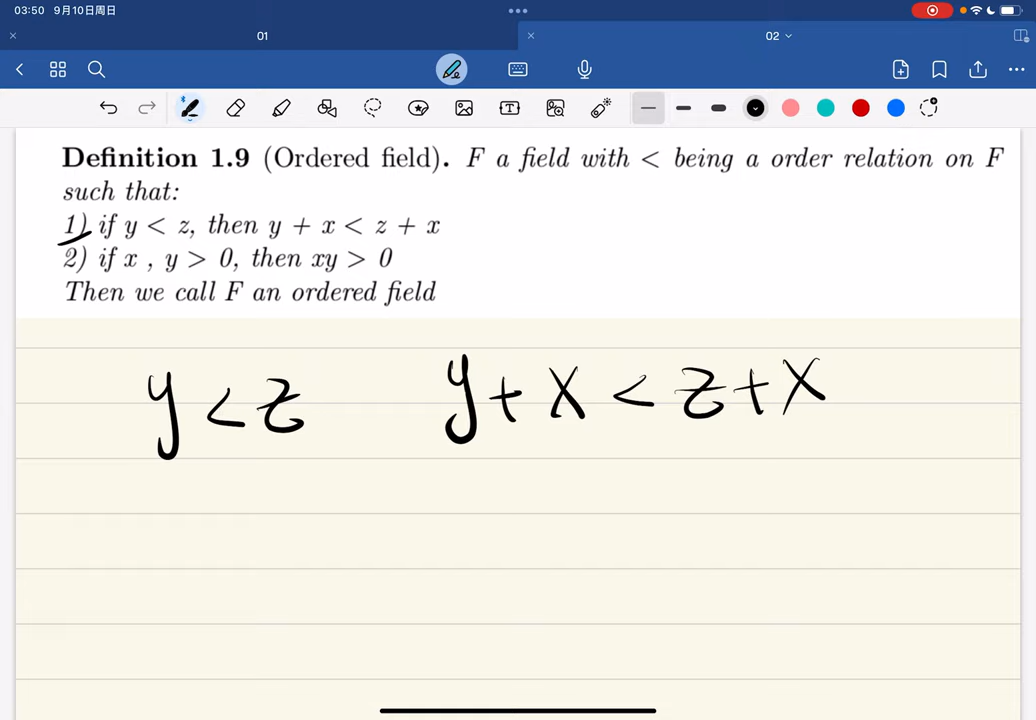 03:50 9月10日周日
01
02
Definition 1.9 (Ordered field). F a field with < being a order relation on F
such that:
1) if y < z, then y + x < z + x
2) if x , y > 0, then xy > 0
Then we call F an ordered field
y < z y + x < z + x